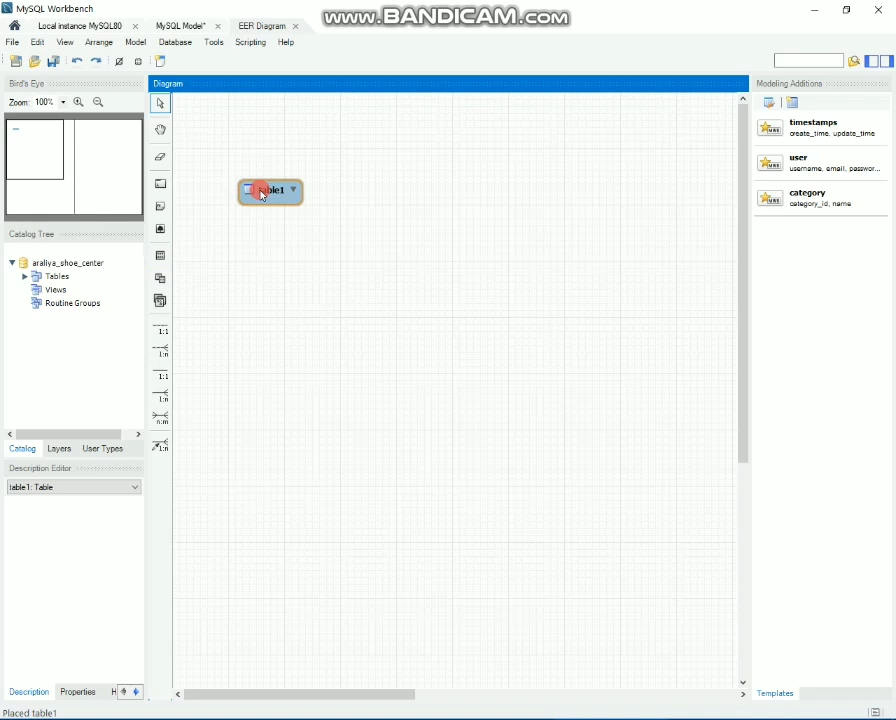 MySQL Workbench
www.BANDICAM.com
Local instance MySQL80
MySQL Model*
EER Diagram
File Edit View Arrange Model Database Tools Scripting Help
Bird's Eye
Zoom: 100%
Diagram
Modeling Additions
timestamps
create_time, update_time
user
username, email, passwor...
category
category_id, name
table1
Catalog Tree
araliya_shoe_center
Tables
Views
Routine Groups
1:1
1:n
1:1
1:n
n:m
1:n
Catalog Layers User Types
Description Editor
table1: Table
Description Properties H
Templates
Placed table1